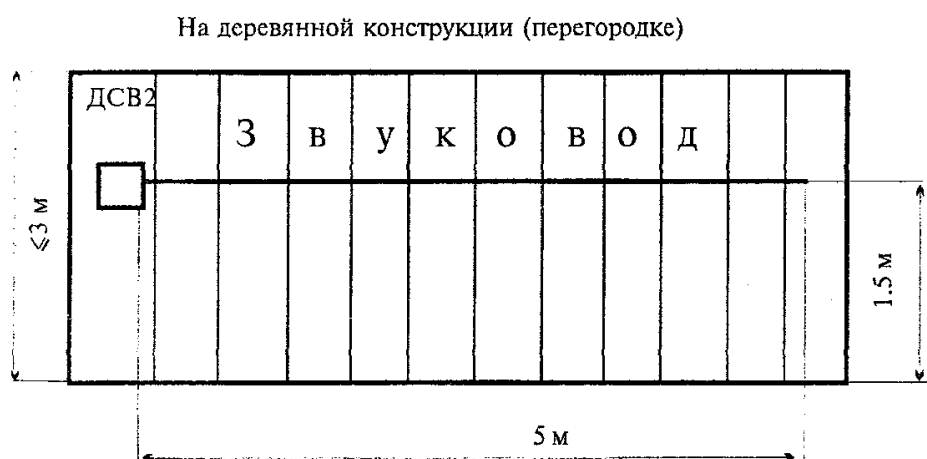 На деревянной конструкции (перегородке)
ДСВ2
З в у к о в о д
≤3 м
1.5 м
5 м